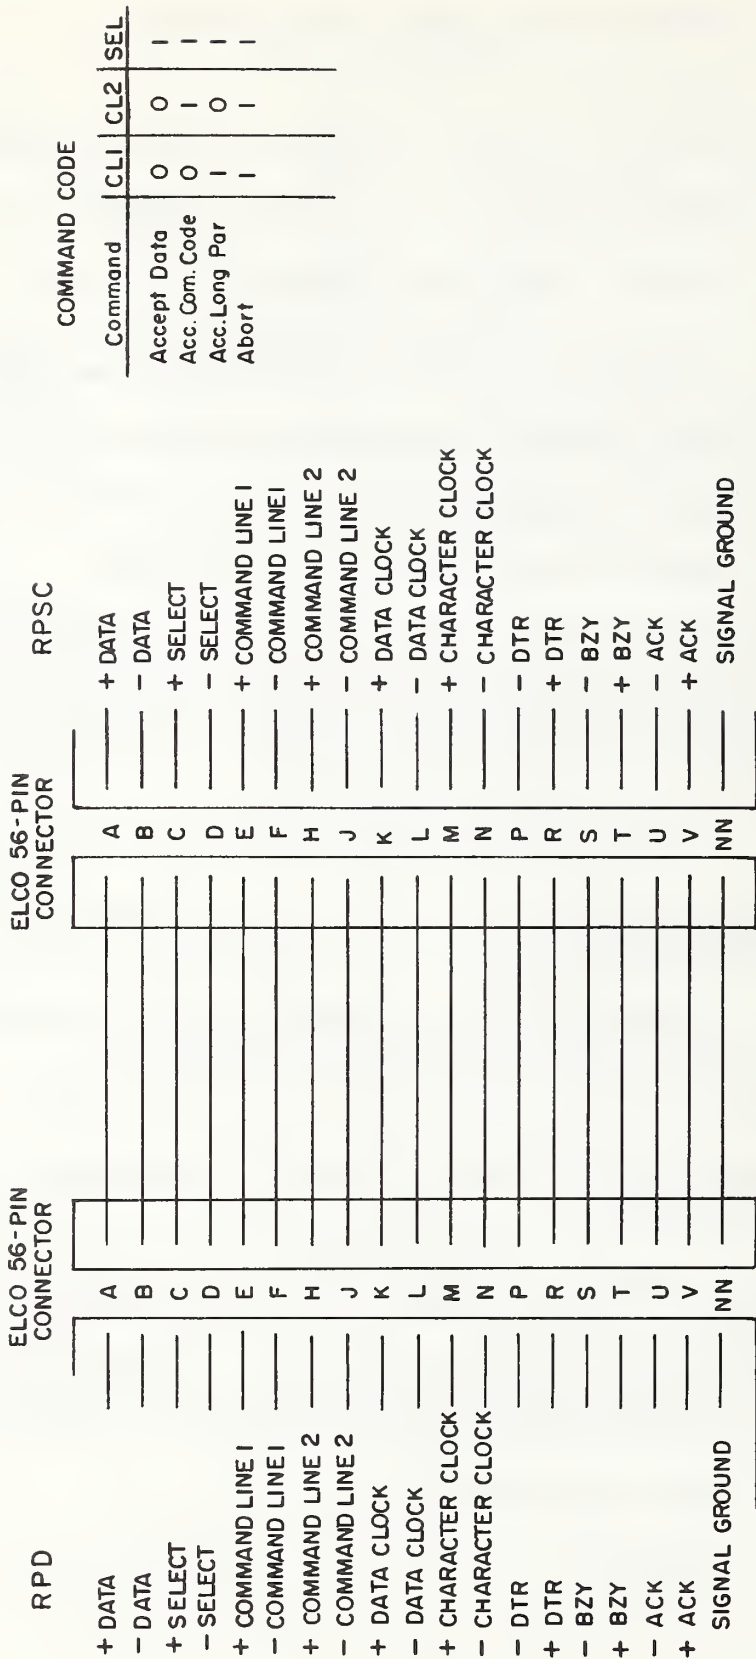 RPD
ELCO 56-PIN
CONNECTOR
ELCO 56-PIN
CONNECTOR
RPSC
+ DATA A A + DATA
- DATA B B - DATA
+ SELECT C C + SELECT
- SELECT D D - SELECT
+ COMMAND LINE 1 E E + COMMAND LINE 1
- COMMAND LINE 1 F F - COMMAND LINE 1
+ COMMAND LINE 2 H H + COMMAND LINE 2
- COMMAND LINE 2 J J - COMMAND LINE 2
+ DATA CLOCK K K + DATA CLOCK
- DATA CLOCK L L - DATA CLOCK
+ CHARACTER CLOCK M M + CHARACTER CLOCK
- CHARACTER CLOCK N N - CHARACTER CLOCK
- DTR P P - DTR
+ DTR R R + DTR
- BZY S S - BZY
+ BZY T T + BZY
- ACK U U - ACK
+ ACK V V + ACK
SIGNAL GROUND NN NN SIGNAL GROUND
COMMAND CODE
Command CL1 CL2 SEL
Accept Data 0 0 1
Acc. Com. Code 0 1 1
Acc. Long Par 1 0 1
Abort 1 1 1